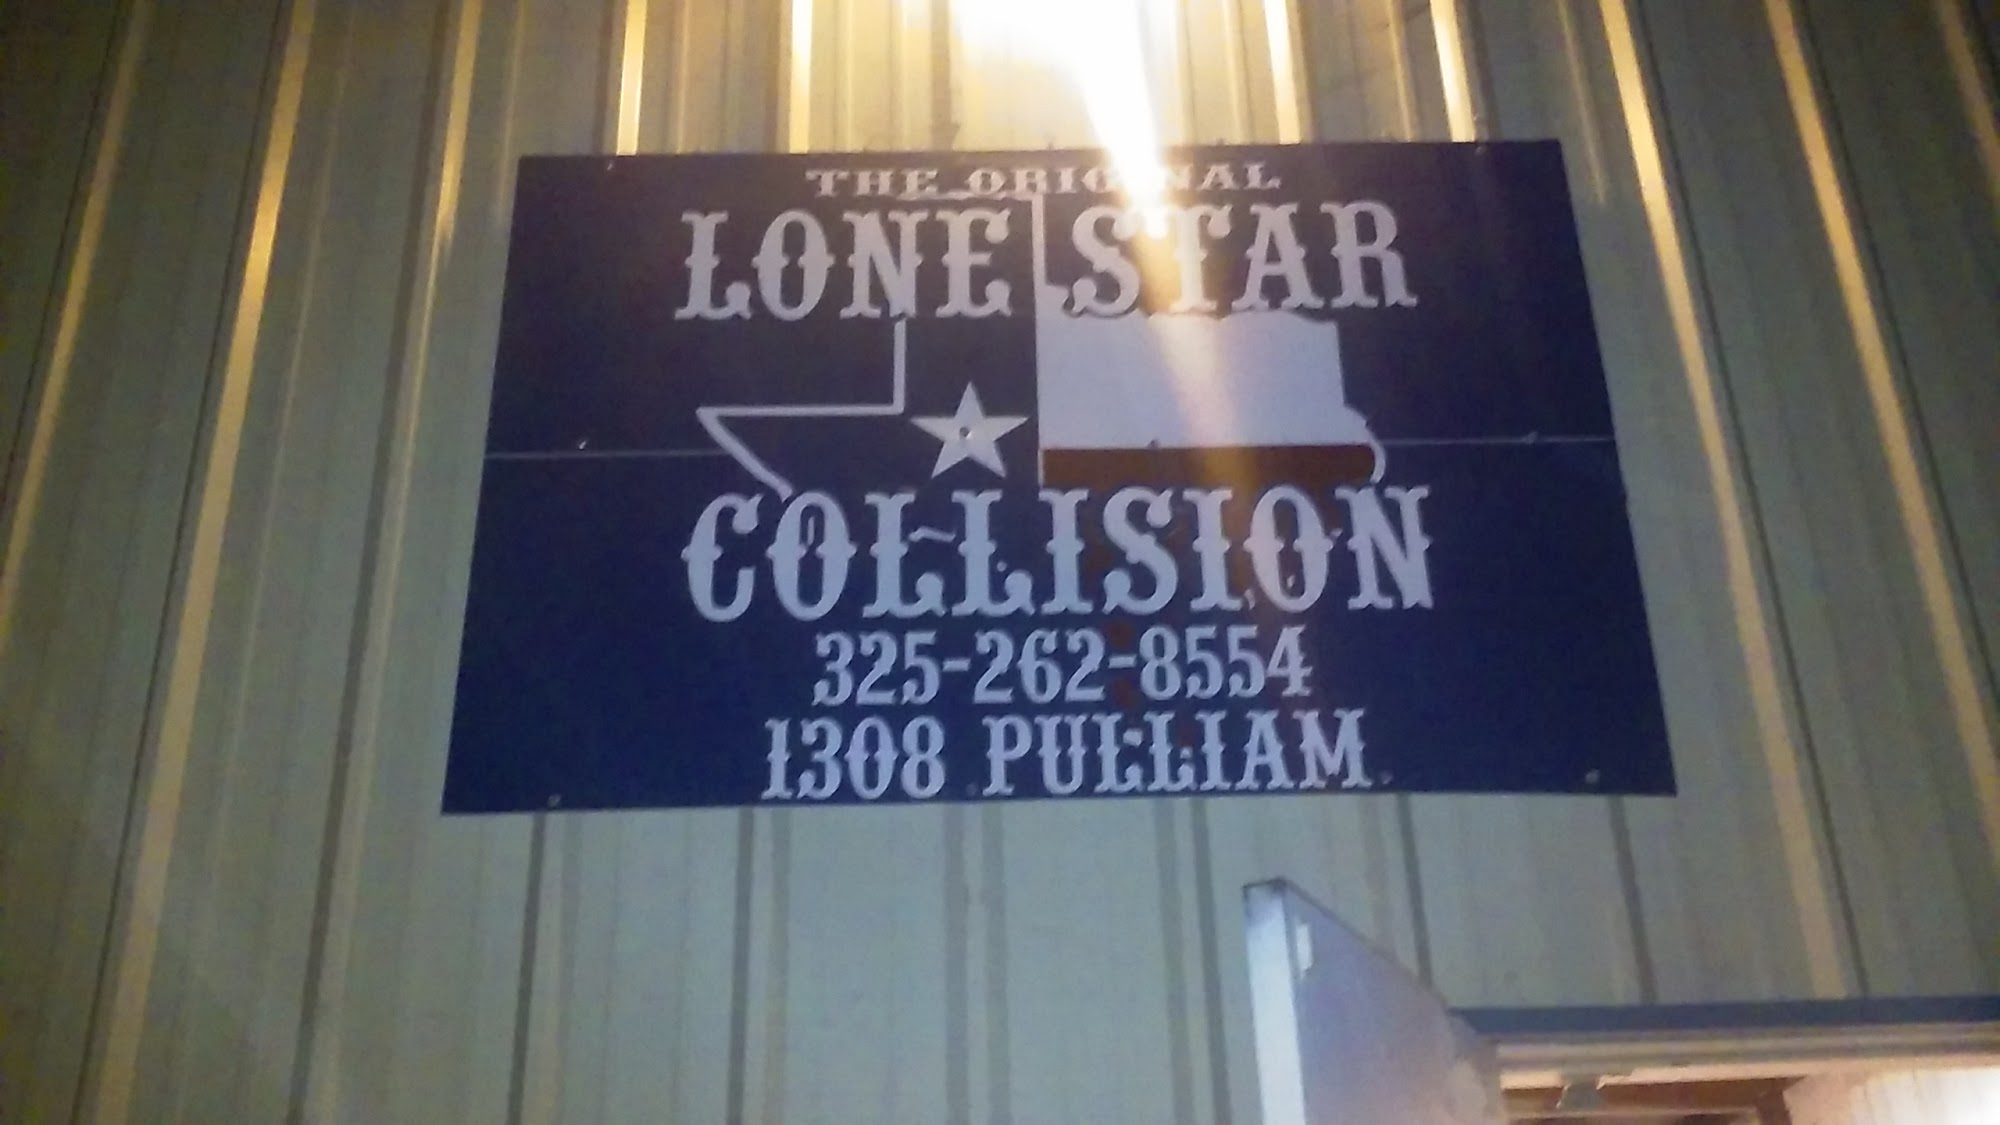 THE ORIGINAL
LONE STAR
COLLISION
325-262-8554
1308 PULLIAM